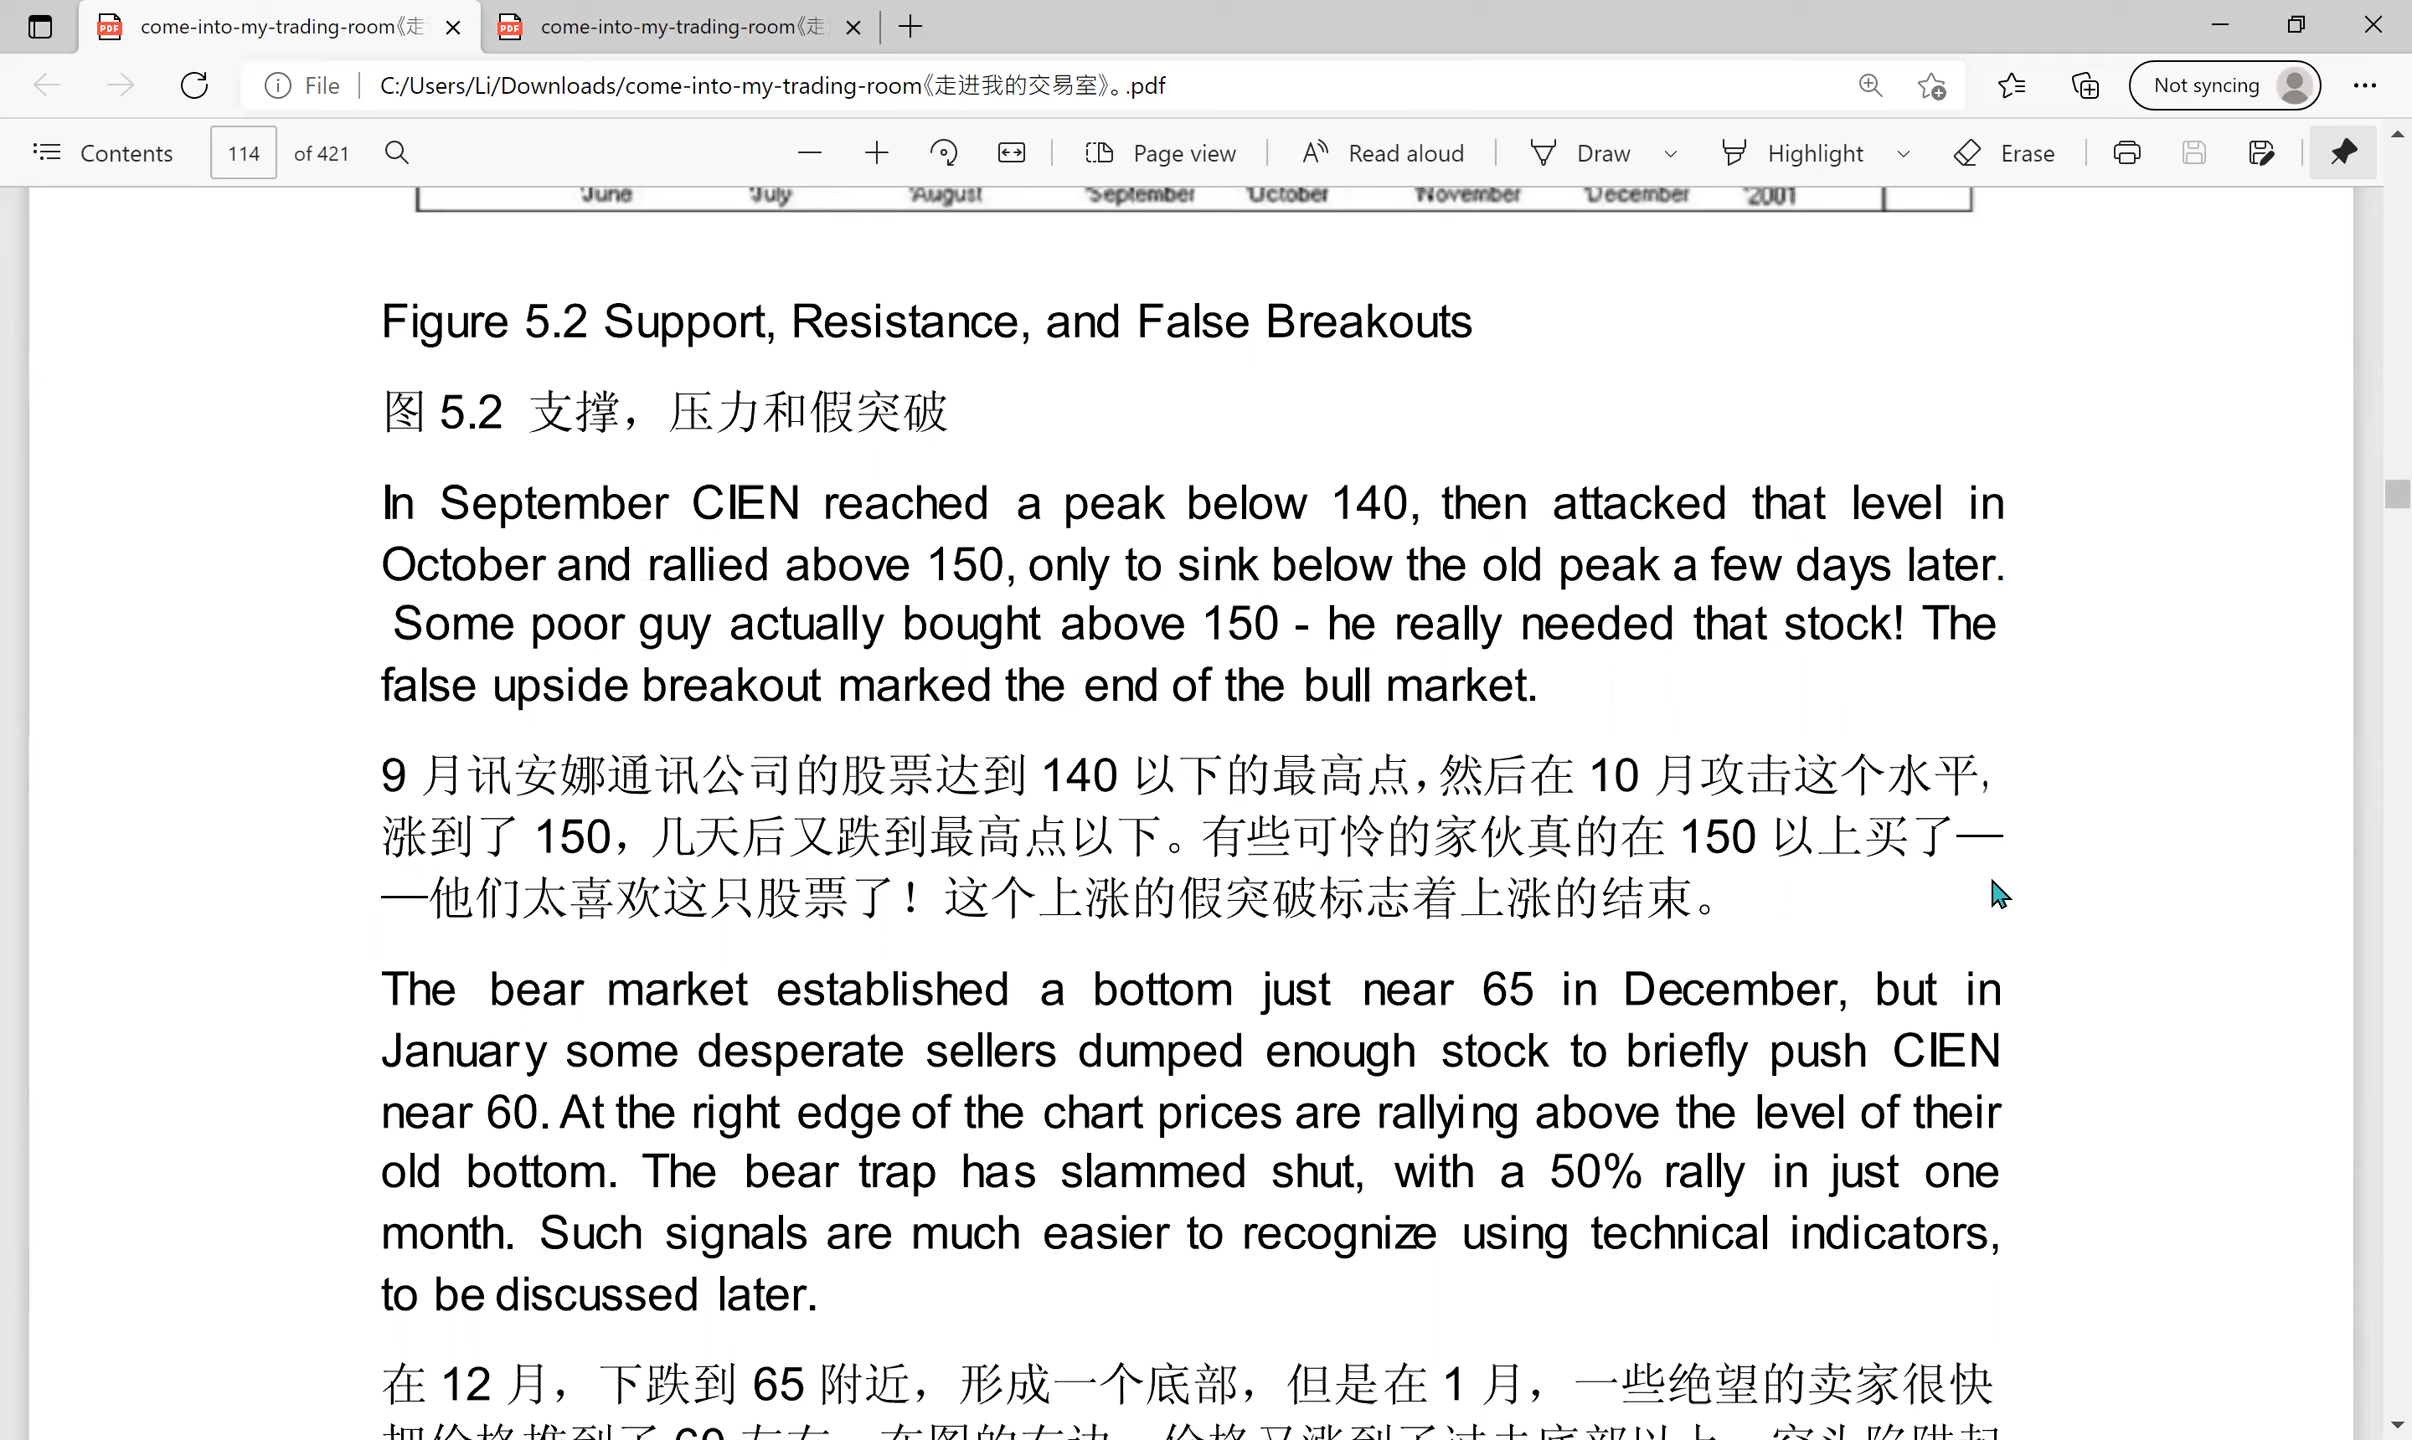 come-into-my-trading-room《走
come-into-my-trading-room《走
File
C:/Users/Li/Downloads/come-into-my-trading-room《走进我的交易室》。.pdf
Not syncing
Contents
114 of 421
Page view
Read aloud
Draw
Highlight
Erase
June July August September October November December 2001
Figure 5.2 Support, Resistance, and False Breakouts
图 5.2 支撑，压力和假突破
In September CIEN reached a peak below 140, then attacked that level in
October and rallied above 150, only to sink below the old peak a few days later.
Some poor guy actually bought above 150 - he really needed that stock! The
false upside breakout marked the end of the bull market.
9 月讯安娜通讯公司的股票达到 140 以下的最高点，然后在 10 月攻击这个水平，
涨到了 150，几天后又跌到最高点以下。有些可怜的家伙真的在 150 以上买了—
—他们太喜欢这只股票了！这个上涨的假突破标志着上涨的结束。
The bear market established a bottom just near 65 in December, but in
January some desperate sellers dumped enough stock to briefly push CIEN
near 60. At the right edge of the chart prices are rallying above the level of their
old bottom. The bear trap has slammed shut, with a 50% rally in just one
month. Such signals are much easier to recognize using technical indicators,
to be discussed later.
在 12 月，下跌到 65 附近，形成一个底部，但是在 1 月，一些绝望的卖家很快